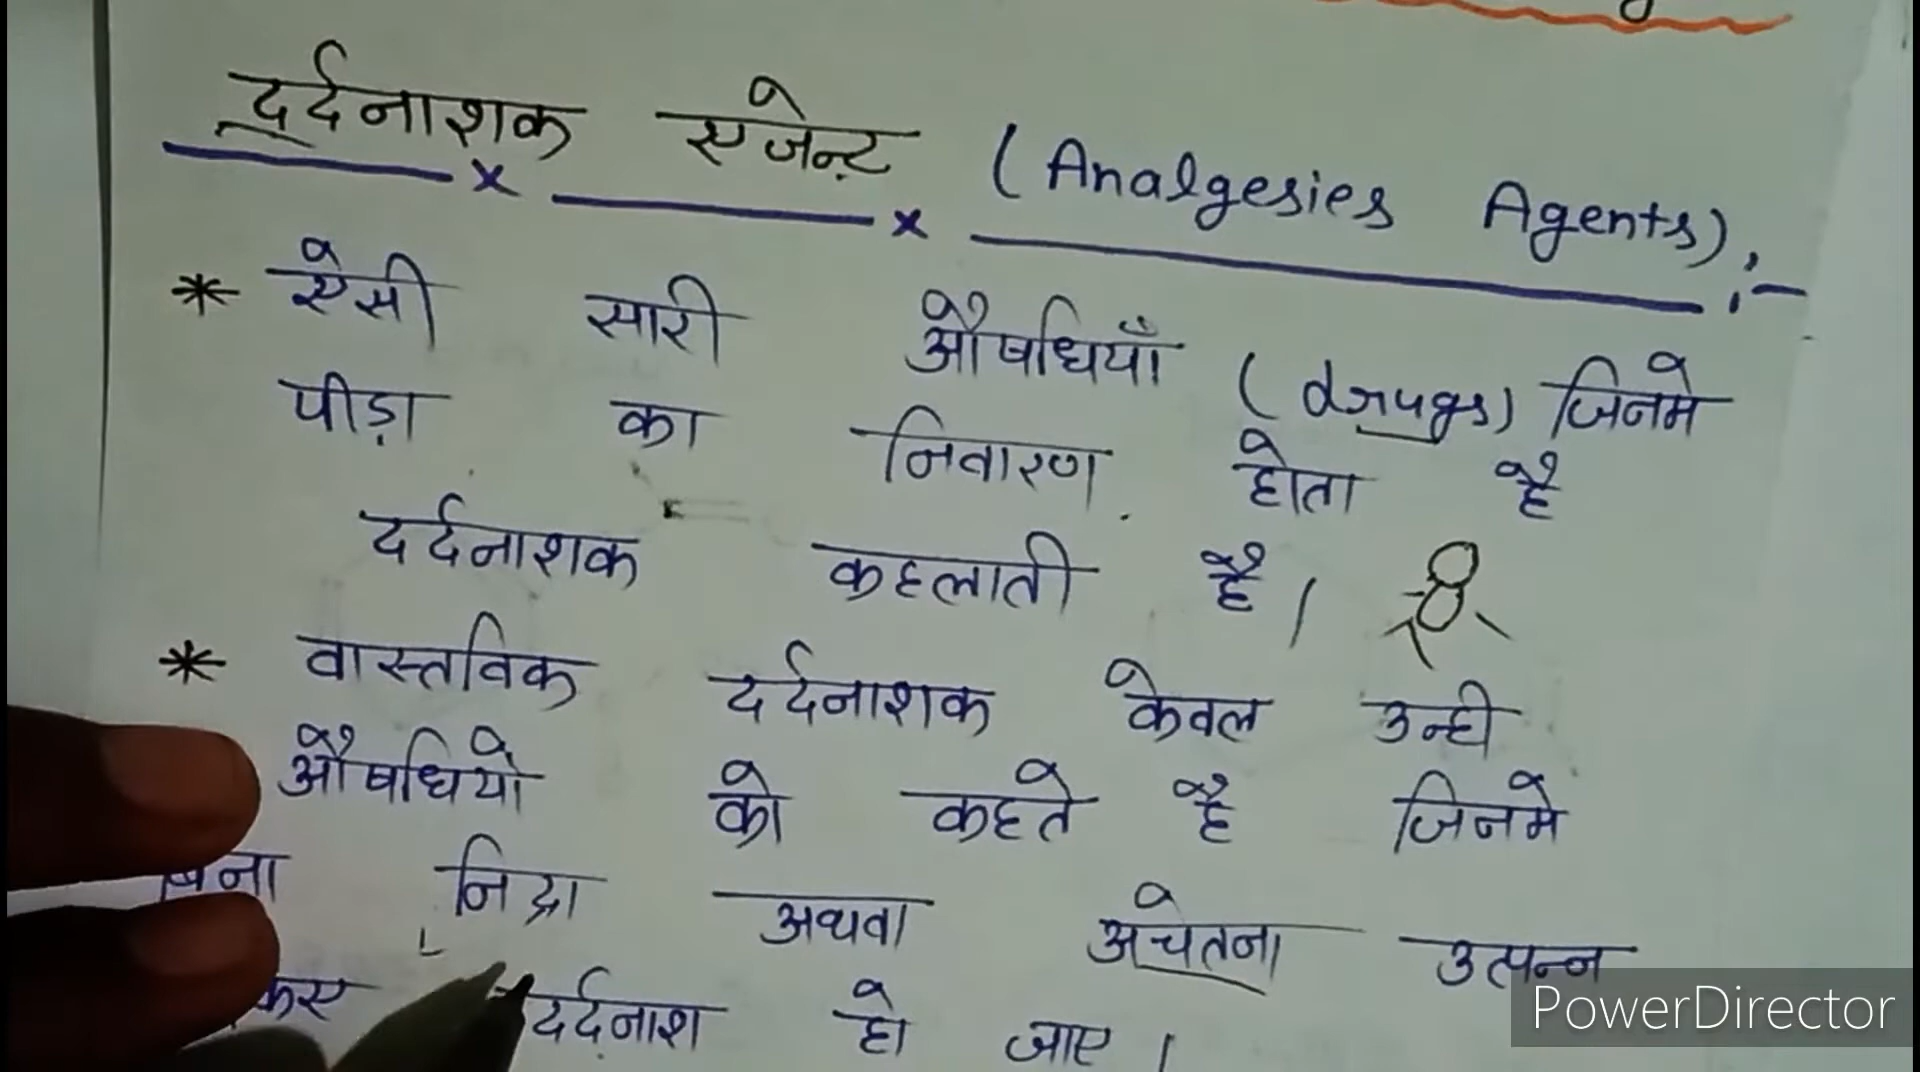 दर्दनाशक एजेन्ट (Analgesies Agents) :-
* ऐसी सारी औषधियाँ (drugs) जिनमे
पीड़ा का निवारण होता है
दर्दनाशक कहलाती है।
* वास्तविक दर्दनाशक केवल उन्ही
औषधियो को कहते है जिनमे
बिना निद्रा अथवा अचेतना उत्पन्न
दर्दनाश हो जाए।
PowerDirector